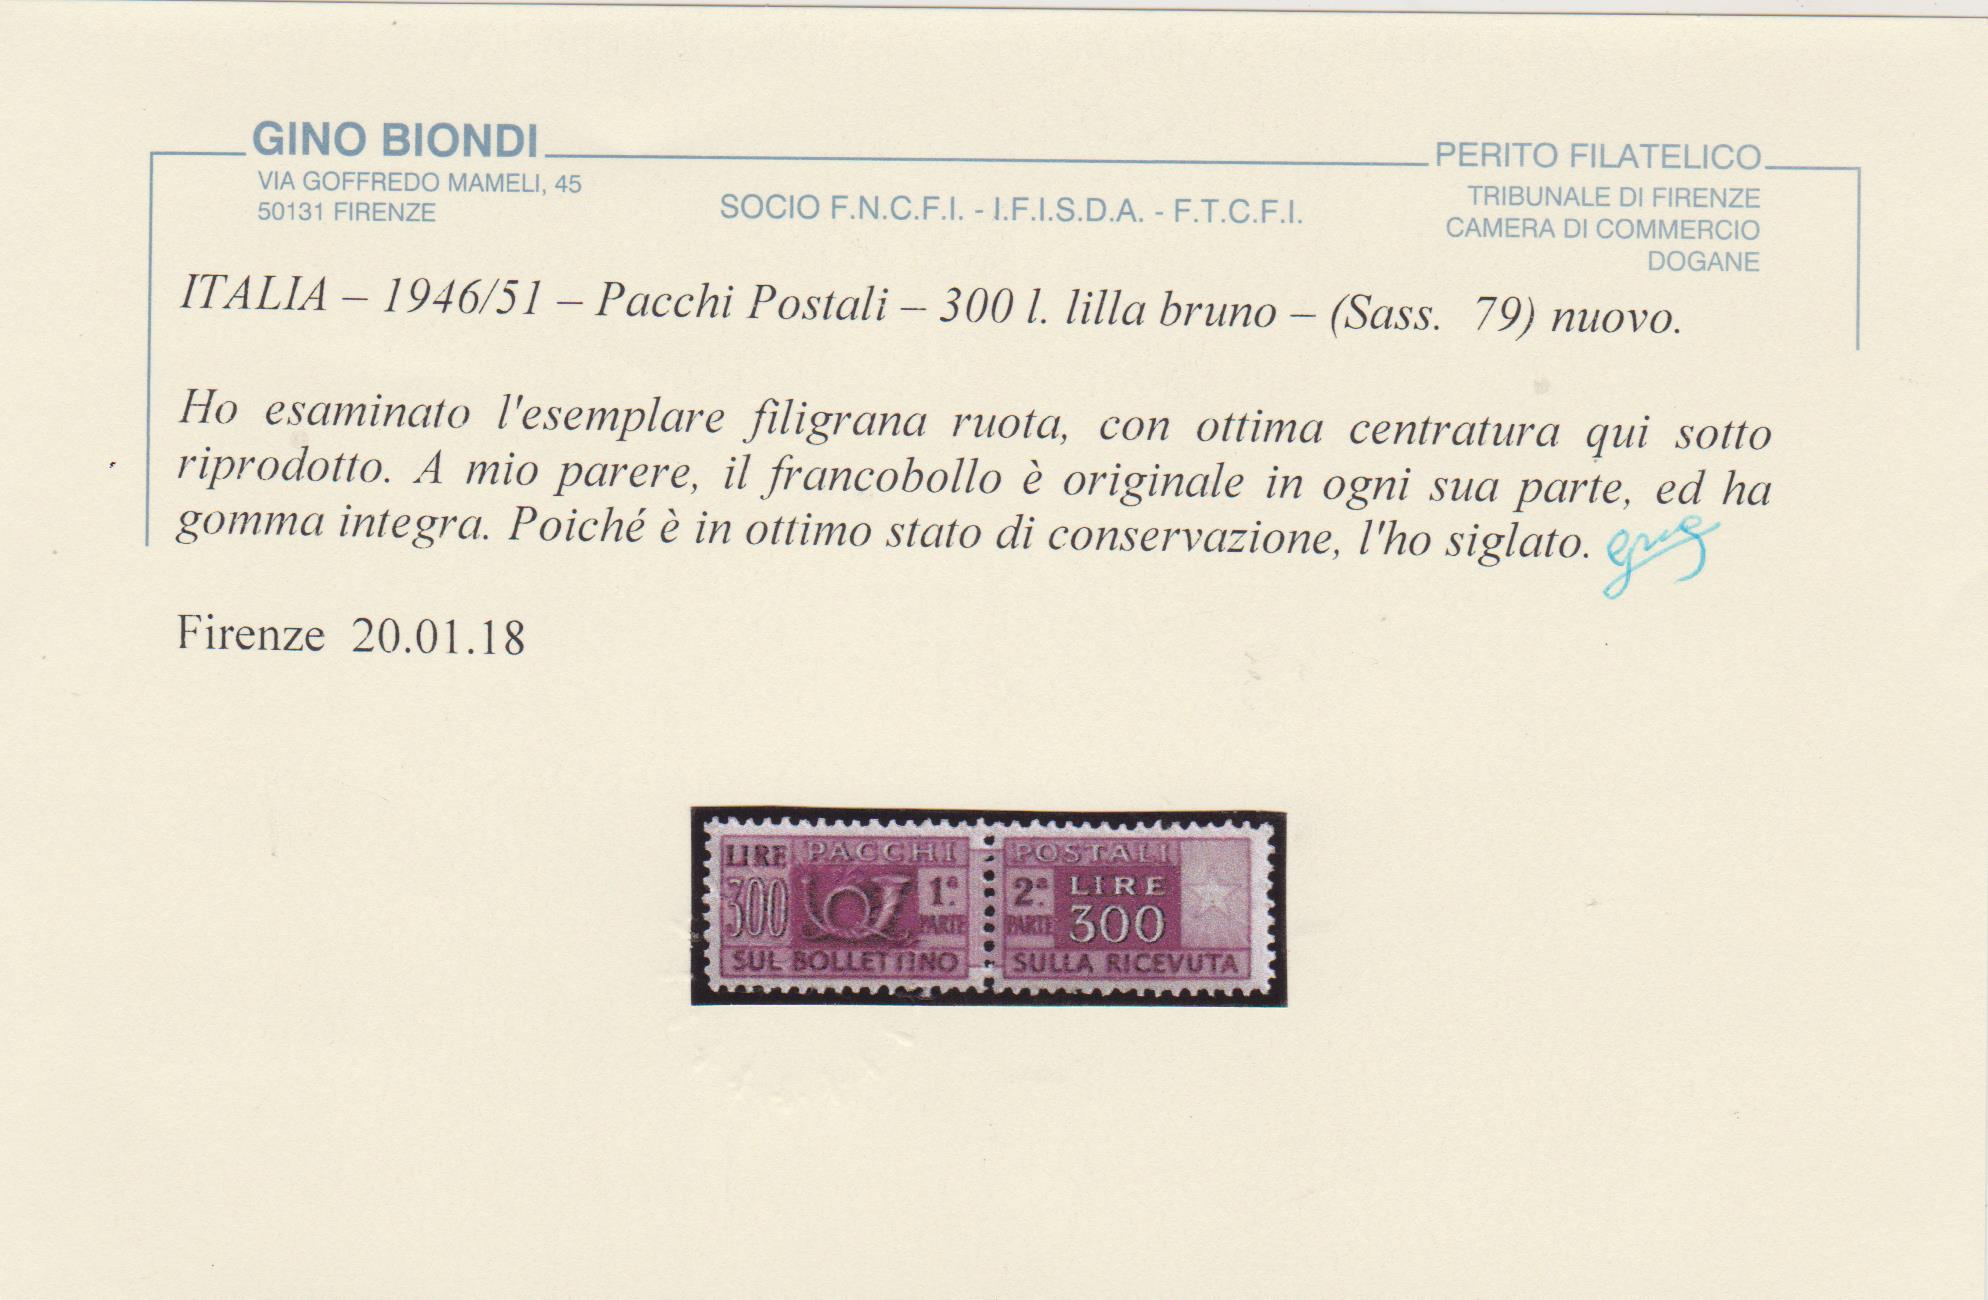 GINO BIONDI
VIA GOFFREDO MAMELI, 45
50131 FIRENZE
SOCIO F.N.C.F.I. - I.F.I.S.D.A. - F.T.C.F.I.
PERITO FILATELICO
TRIBUNALE DI FIRENZE
CAMERA DI COMMERCIO
DOGANE
ITALIA – 1946/51 – Pacchi Postali – 300 l. lilla bruno – (Sass. 79) nuovo.
Ho esaminato l'esemplare filigrana ruota, con ottima centratura qui sotto
riprodotto. A mio parere, il francobollo è originale in ogni sua parte, ed ha
gomma integra. Poiché è in ottimo stato di conservazione, l'ho siglato.
Firenze 20.01.18
LIRE PACCHI
300 1ª
PARTE
SUL BOLLETTINO
POSTALI
2ª LIRE
PARTE 300
SULLA RICEVUTA